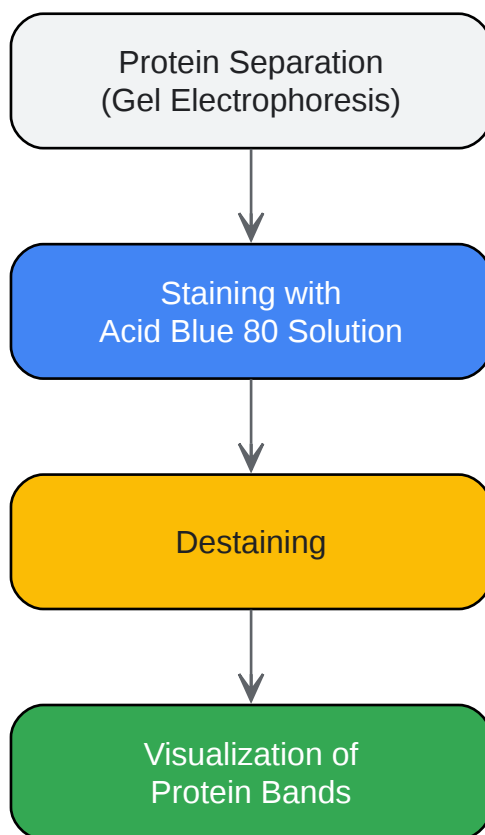 Protein Separation
(Gel Electrophoresis)
Staining with
Acid Blue 80 Solution
Destaining
Visualization of
Protein Bands